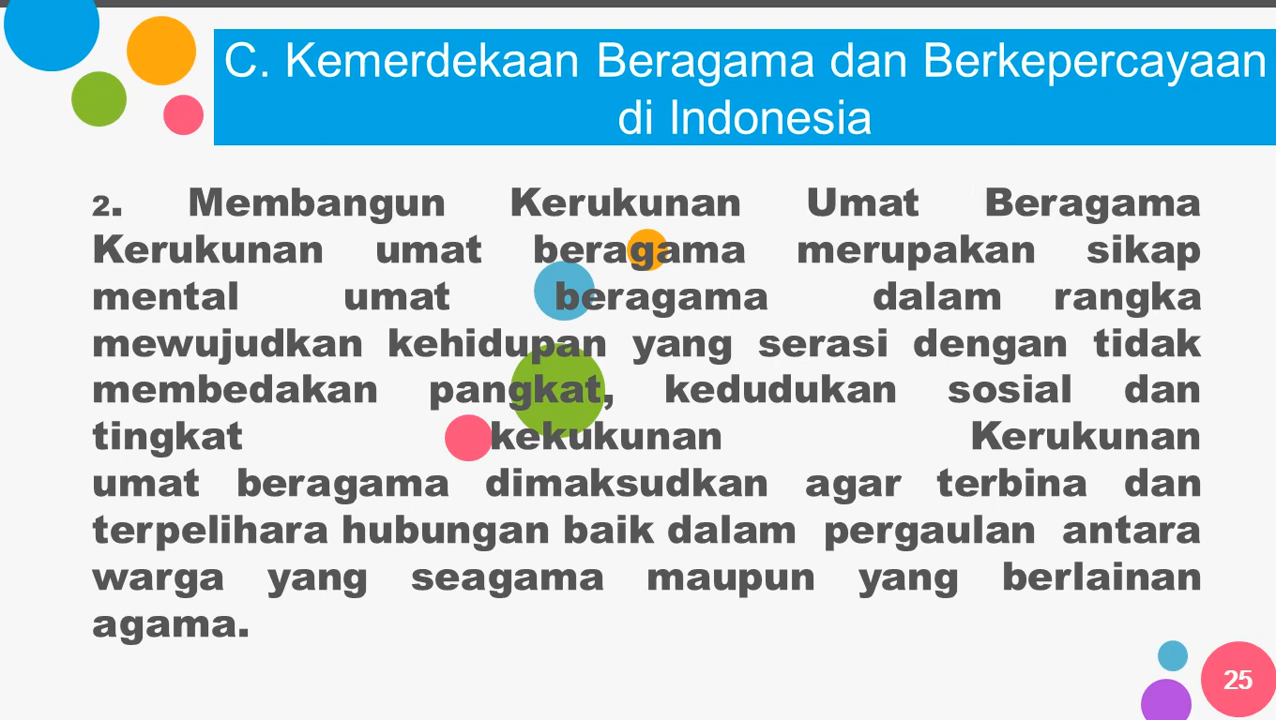 C. Kemerdekaan Beragama dan Berkepercayaan
di Indonesia
2. Membangun Kerukunan Umat Beragama
Kerukunan umat beragama merupakan sikap
mental umat beragama dalam rangka
mewujudkan kehidupan yang serasi dengan tidak
membedakan pangkat, kedudukan sosial dan
tingkat kekukunan Kerukunan
umat beragama dimaksudkan agar terbina dan
terpelihara hubungan baik dalam pergaulan antara
warga yang seagama maupun yang berlainan
agama.
25